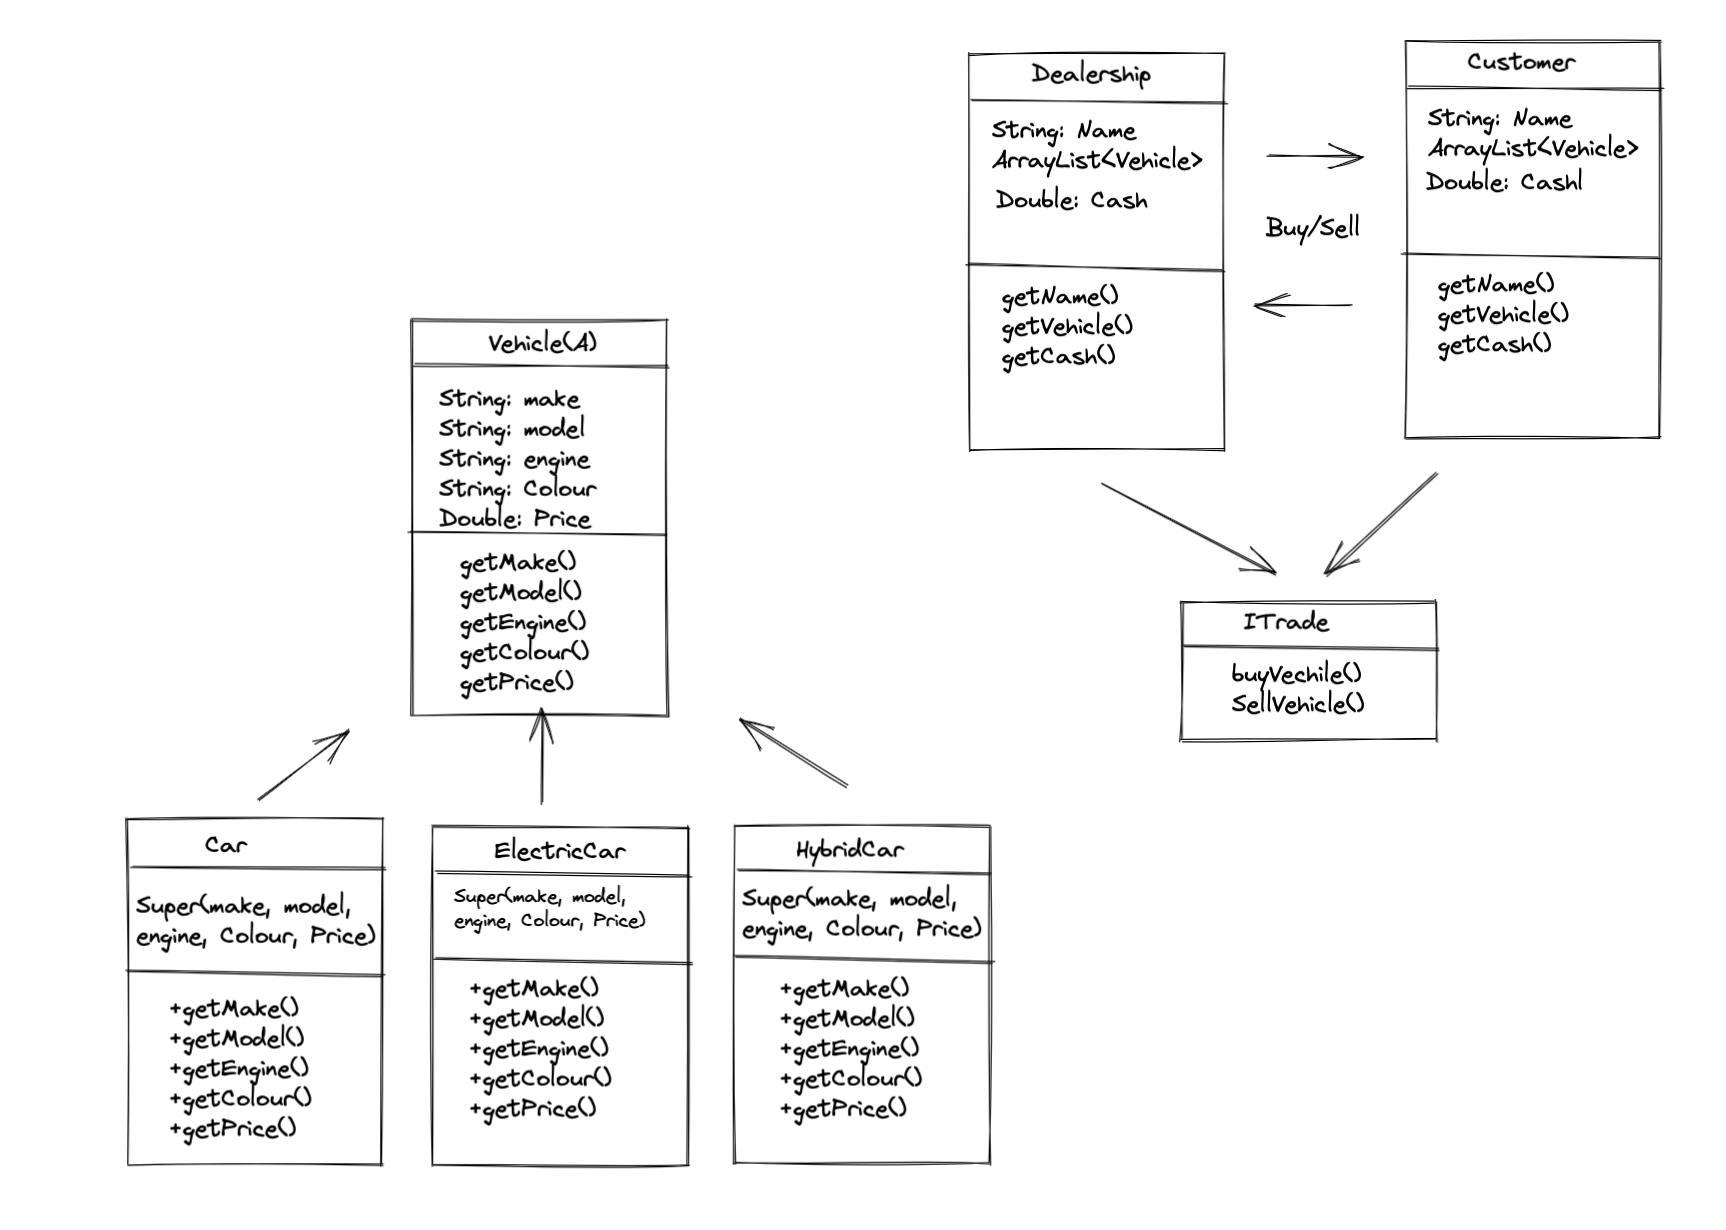 Dealership
String: Name
ArrayList<Vehicle>
Double: Cash
getName()
getVehicle()
getCash()
Buy/Sell
Customer
String: Name
ArrayList<Vehicle>
Double: Cashl
getName()
getVehicle()
getCash()
Vehicle(A)
String: make
String: model
String: engine
String: Colour
Double: Price
getMake()
getModel()
getEngine()
getColour()
getPrice()
ITrade
buyVechile()
SellVehicle()
Car
Super(make, model,
engine, Colour, Price)
+getMake()
+getModel()
+getEngine()
+getColour()
+getPrice()
ElectricCar
Super(make, model,
engine, Colour, Price)
+getMake()
+getModel()
+getEngine()
+getColour()
+getPrice()
HybridCar
Super(make, model,
engine, Colour, Price)
+getMake()
+getModel()
+getEngine()
+getColour()
+getPrice()